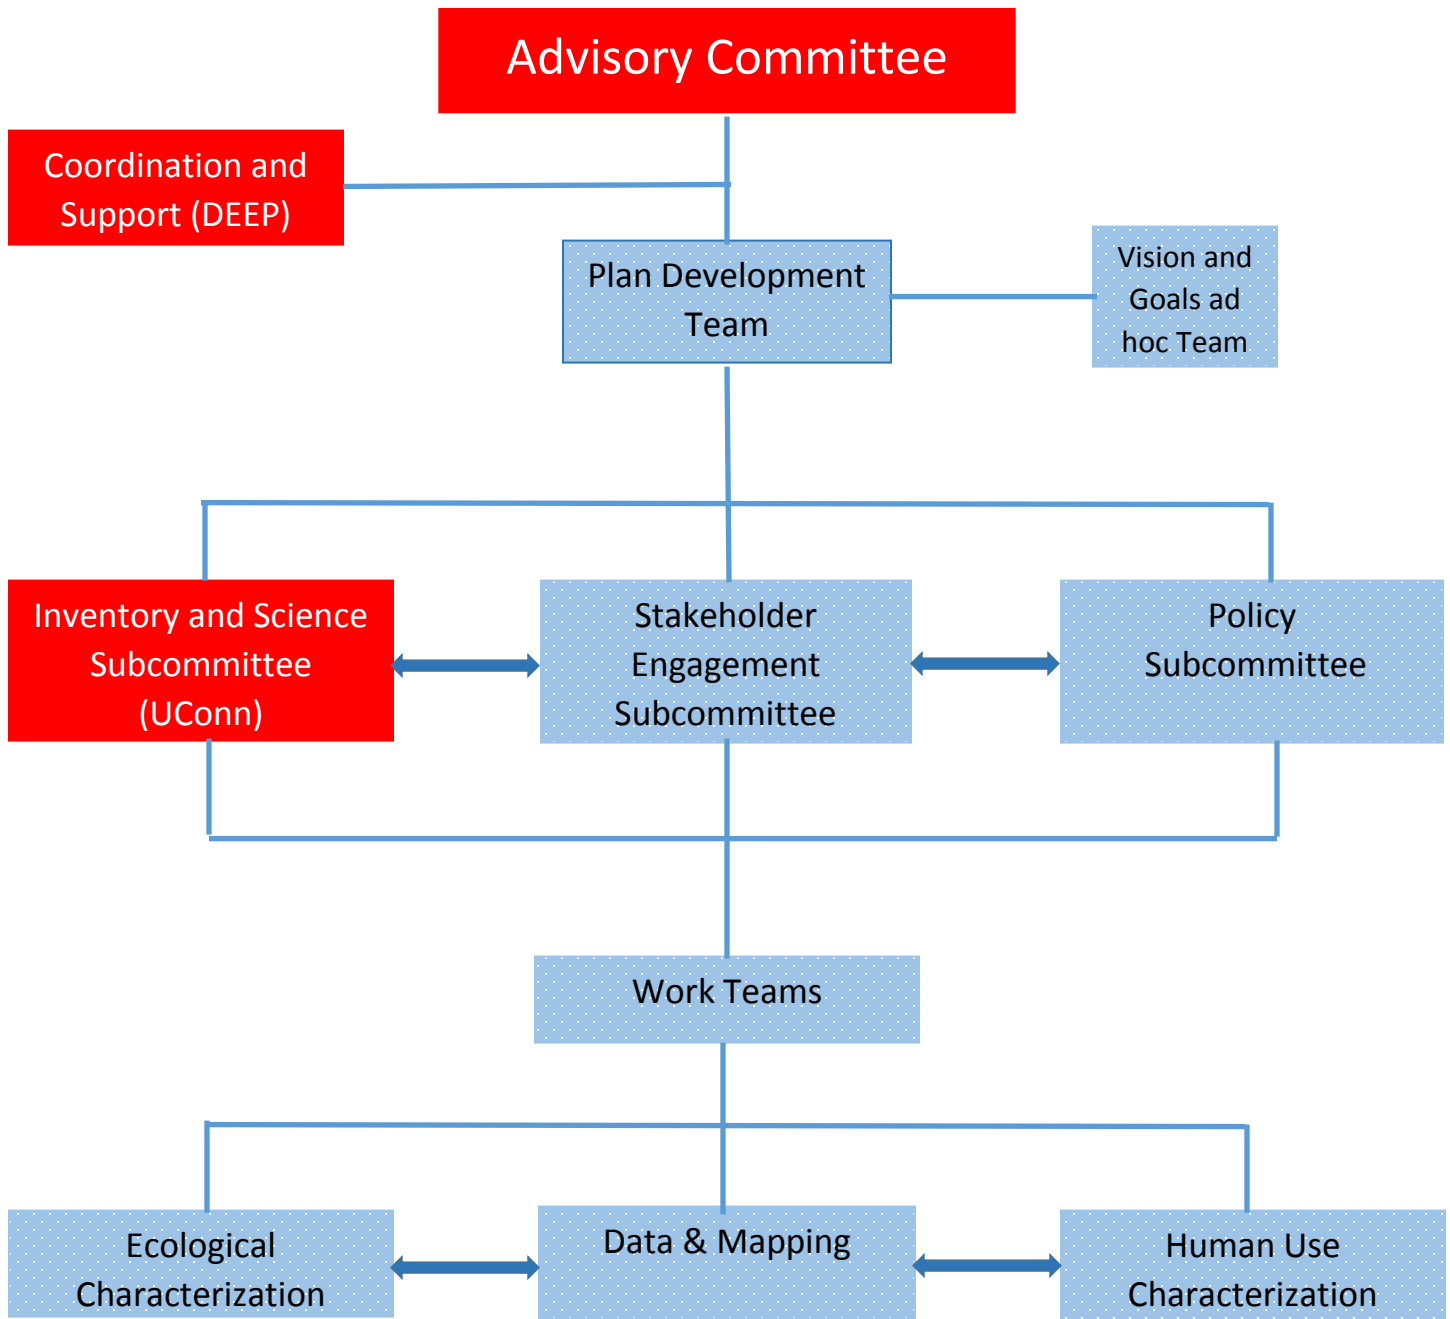 Advisory Committee
Coordination and
Support (DEEP)
Plan Development
Team
Vision and
Goals ad
hoc Team
Inventory and Science
Subcommittee
(UConn)
Stakeholder
Engagement
Subcommittee
Policy
Subcommittee
Work Teams
Ecological
Characterization
Data & Mapping
Human Use
Characterization